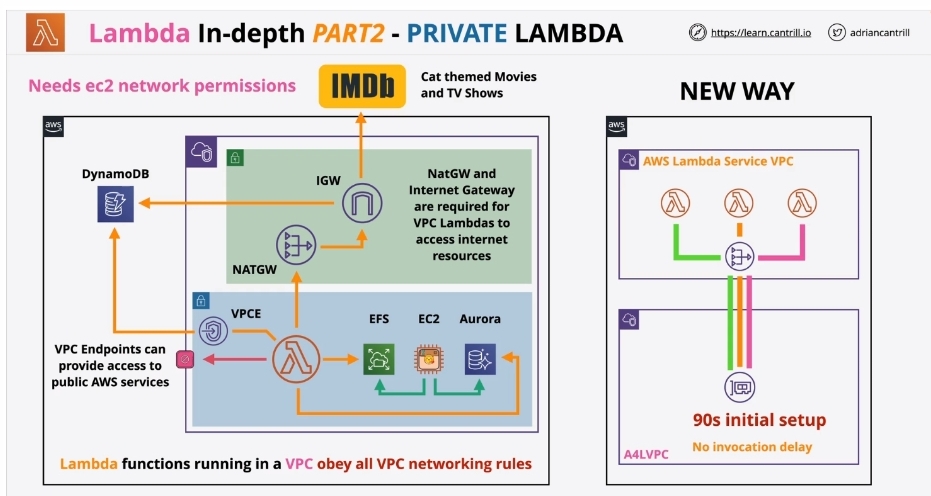 Lambda In-depth PART2 - PRIVATE LAMBDA
https://learn.cantrill.io
adriancantrill
Needs ec2 network permissions
IMDb
Cat themed Movies
and TV Shows
NEW WAY
aws
DynamoDB
IGW
NatGW and
Internet Gateway
are required for
VPC Lambdas to
access internet
resources
NATGW
VPCE
EFS
EC2
Aurora
VPC Endpoints can
provide access to
public AWS services
Lambda functions running in a VPC obey all VPC networking rules
aws
AWS Lambda Service VPC
90s initial setup
No invocation delay
A4LVPC